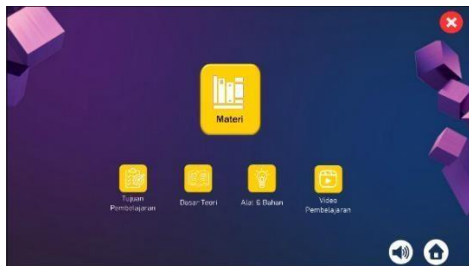 Materi
Tujuan
Pembelajaran
Dasar Teori
Alat & Bahan
Video
Pembelajaran